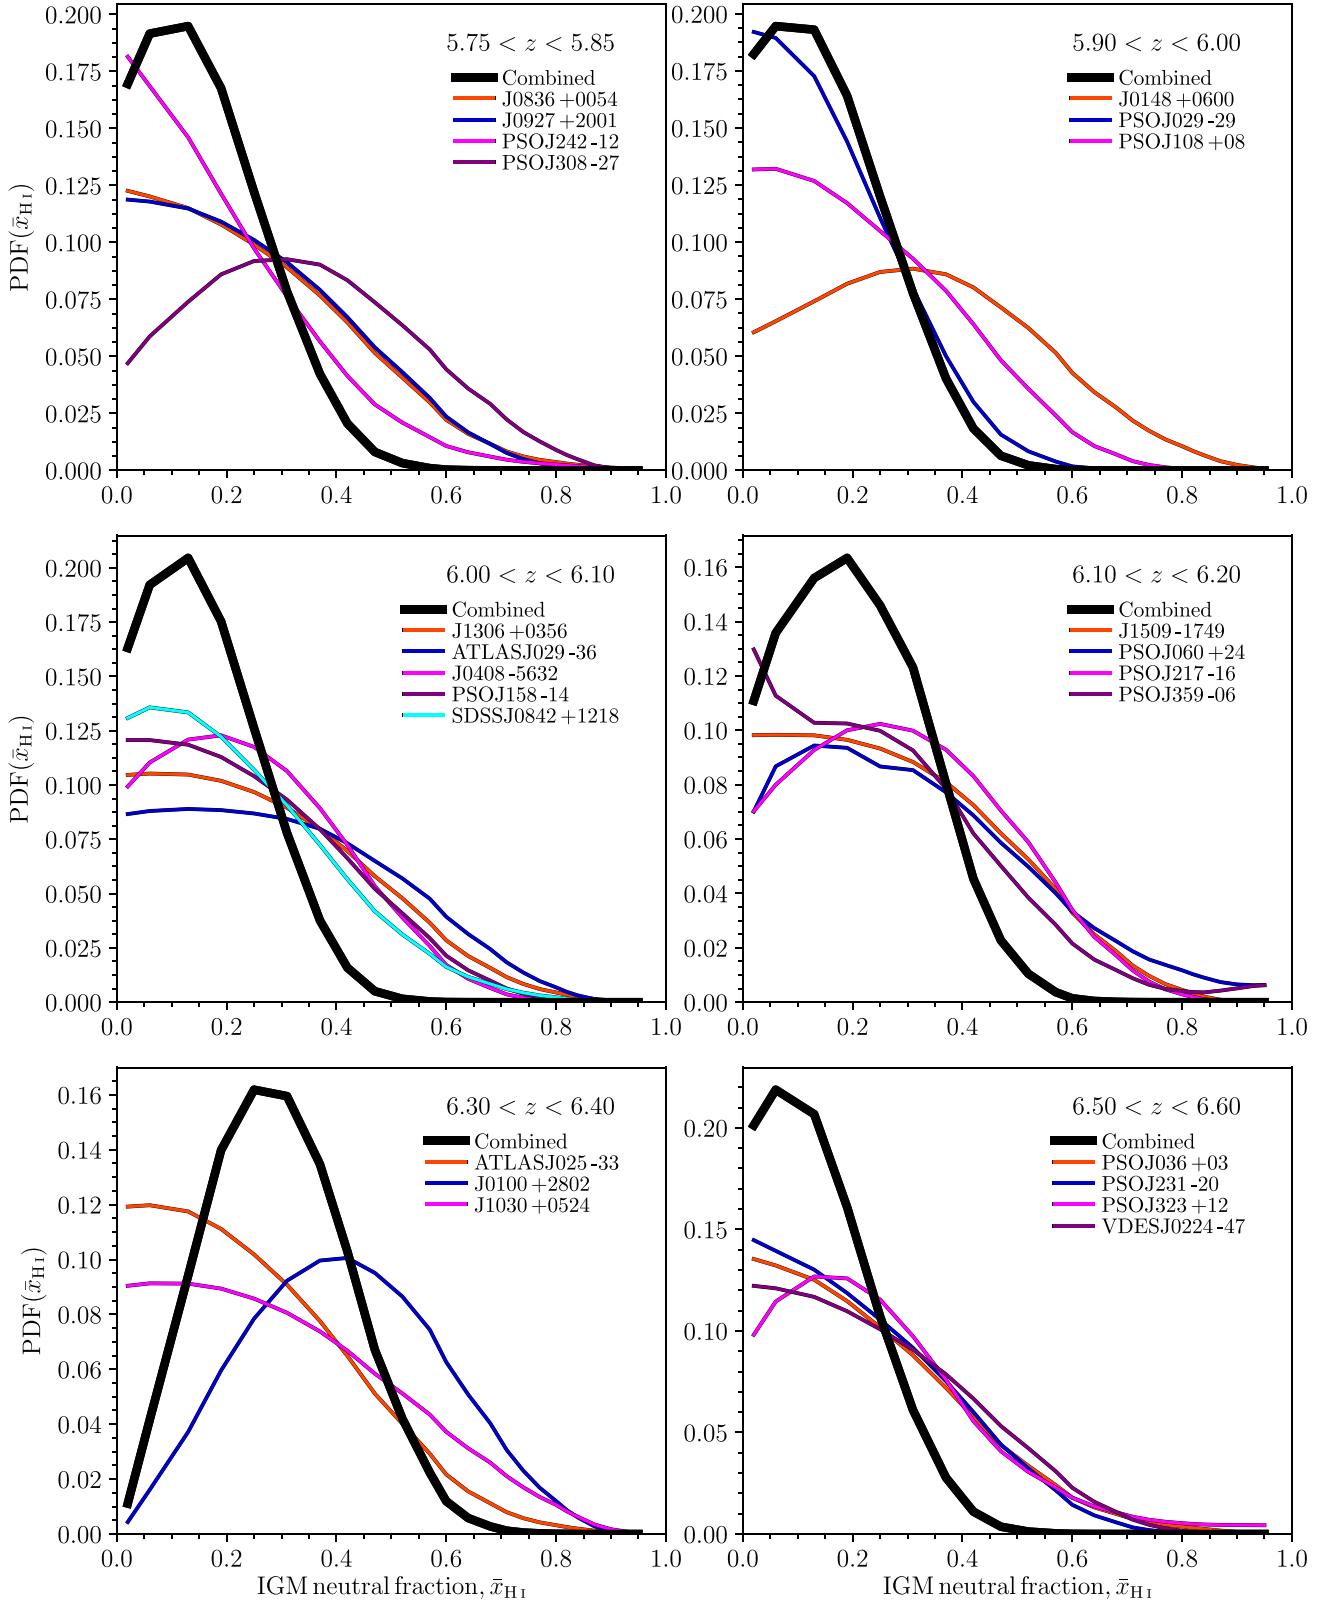 0.200
0.175
0.150
0.125
0.100
0.075
0.050
0.025
0.000
PDF(x̄_H I)
5.75 < z < 5.85
Combined
J0836+0054
J0927+2001
PSOJ242-12
PSOJ308-27
0.0 0.2 0.4 0.6 0.8 1.0
0.200
0.175
0.150
0.125
0.100
0.075
0.050
0.025
0.000
5.90 < z < 6.00
Combined
J0148+0600
PSOJ029-29
PSOJ108+08
0.0 0.2 0.4 0.6 0.8 1.0
0.200
0.175
0.150
0.125
0.100
0.075
0.050
0.025
0.000
PDF(x̄_H I)
6.00 < z < 6.10
Combined
J1306+0356
ATLASJ029-36
J0408-5632
PSOJ158-14
SDSSJ0842+1218
0.0 0.2 0.4 0.6 0.8 1.0
0.16
0.14
0.12
0.10
0.08
0.06
0.04
0.02
0.00
6.10 < z < 6.20
Combined
J1509-1749
PSOJ060+24
PSOJ217-16
PSOJ359-06
0.0 0.2 0.4 0.6 0.8 1.0
0.16
0.14
0.12
0.10
0.08
0.06
0.04
0.02
0.00
PDF(x̄_H I)
6.30 < z < 6.40
Combined
ATLASJ025-33
J0100+2802
J1030+0524
0.0 0.2 0.4 0.6 0.8 1.0
IGM neutral fraction, x̄_H I
0.20
0.15
0.10
0.05
0.00
6.50 < z < 6.60
Combined
PSOJ036+03
PSOJ231-20
PSOJ323+12
VDESJ0224-47
0.0 0.2 0.4 0.6 0.8 1.0
IGM neutral fraction, x̄_H I